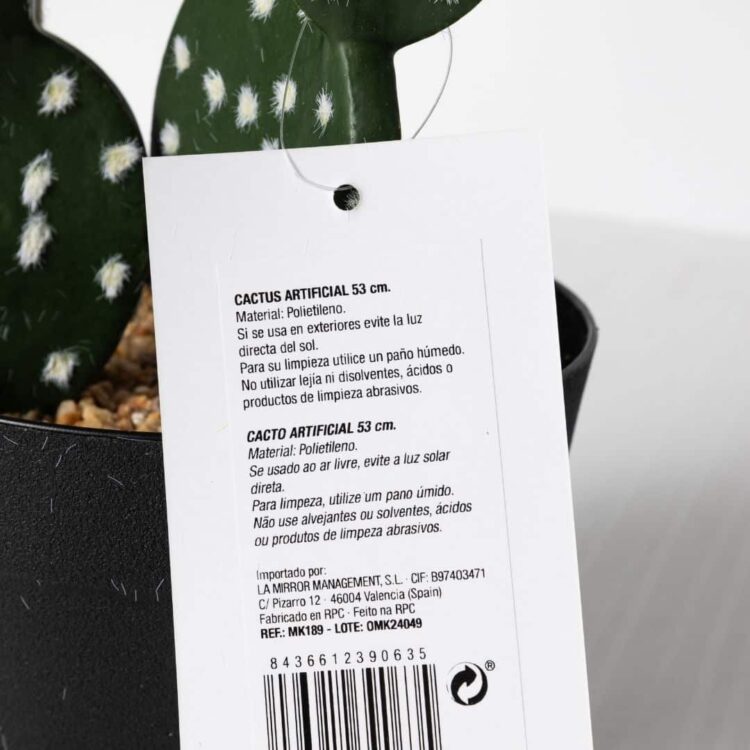 CACTUS ARTIFICIAL 53 cm.
Material: Polietileno.
Si se usa en exteriores evite la luz
directa del sol.
Para su limpieza utilice un paño húmedo.
No utilizar lejía ni disolventes, ácidos o
productos de limpieza abrasivos.
CACTO ARTIFICIAL 53 cm.
Material: Polietileno.
Se usado ao ar livre, evite a luz solar
direta.
Para limpeza, utilize um pano úmido.
Não use alvejantes ou solventes, ácidos
ou produtos de limpeza abrasivos.
Importado por:
LA MIRROR MANAGEMENT, S.L. · CIF: B97403471
C/ Pizarro 12 · 46004 Valencia (Spain)
Fabricado en RPC · Feito na RPC
REF.: MK189 - LOTE: OMK24049
8436612390635
®